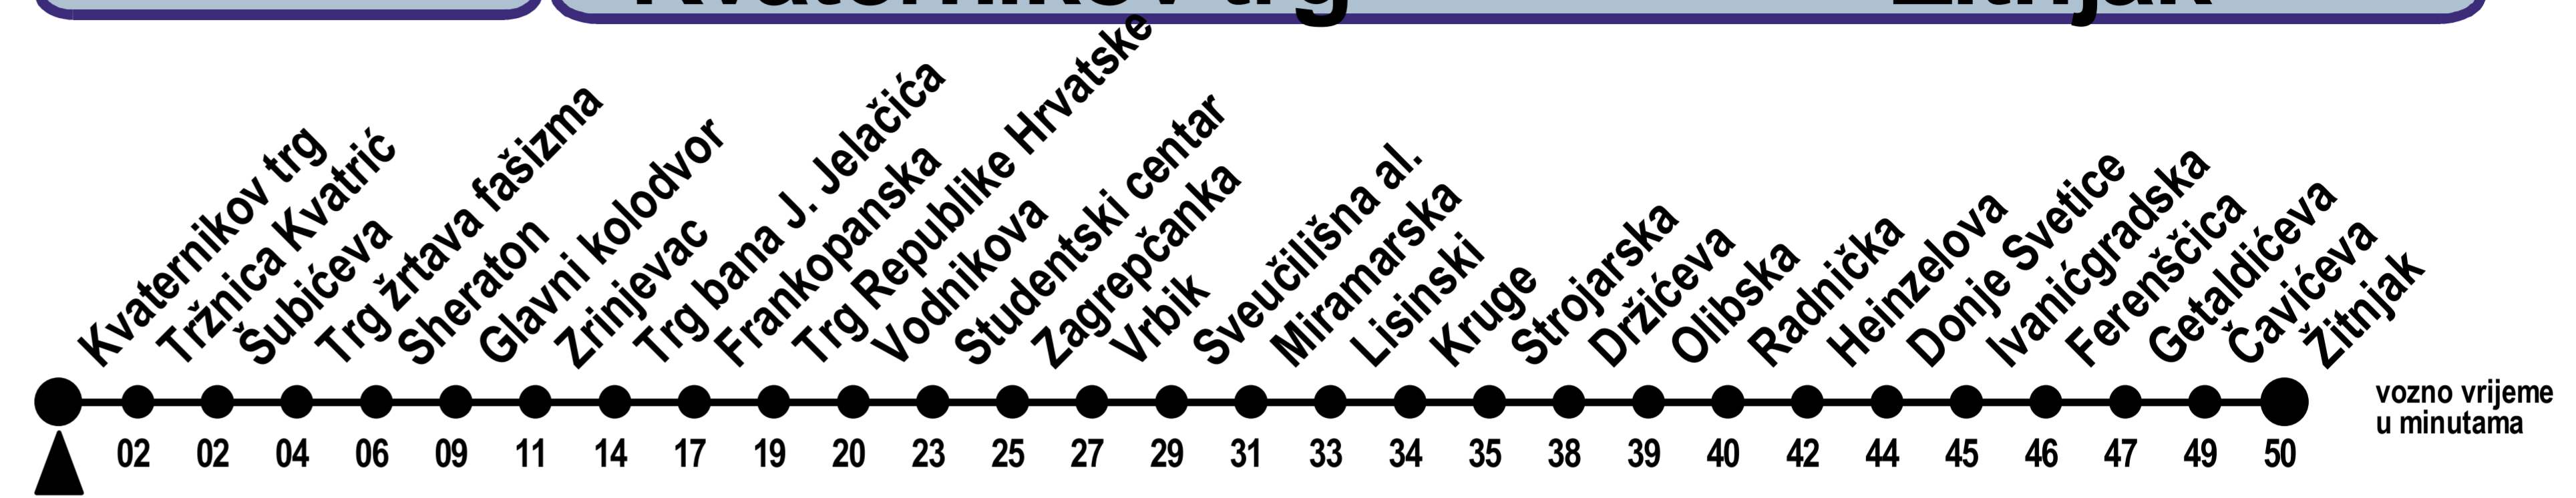 Kvaternikov trg
Žitnjak
Kvaternikov trg
Tržnica Kvatrić
Šubićeva
Trg žrtava fašizma
Sheraton
Glavni kolodvor
Zrinjevac
Trg bana J. Jelačića
Frankopanska
Trg Republike Hrvatske
Vodnikova
Studentski centar
Zagrepčanka
Vrbik
Sveučilišna al.
Miramarska
Lisinski
Kruge
Strojarska
Držićeva
Olibska
Radnička
Heinzelova
Donje Svetice
Ivanićgradska
Ferenščica
Getaldićeva
Čavićeva
Žitnjak
vozno vrijeme
u minutama
02 02 04 06 09 11 14 17 19 20 23 25 27 29 31 33 34 35 38 39 40 42 44 45 46 47 49 50